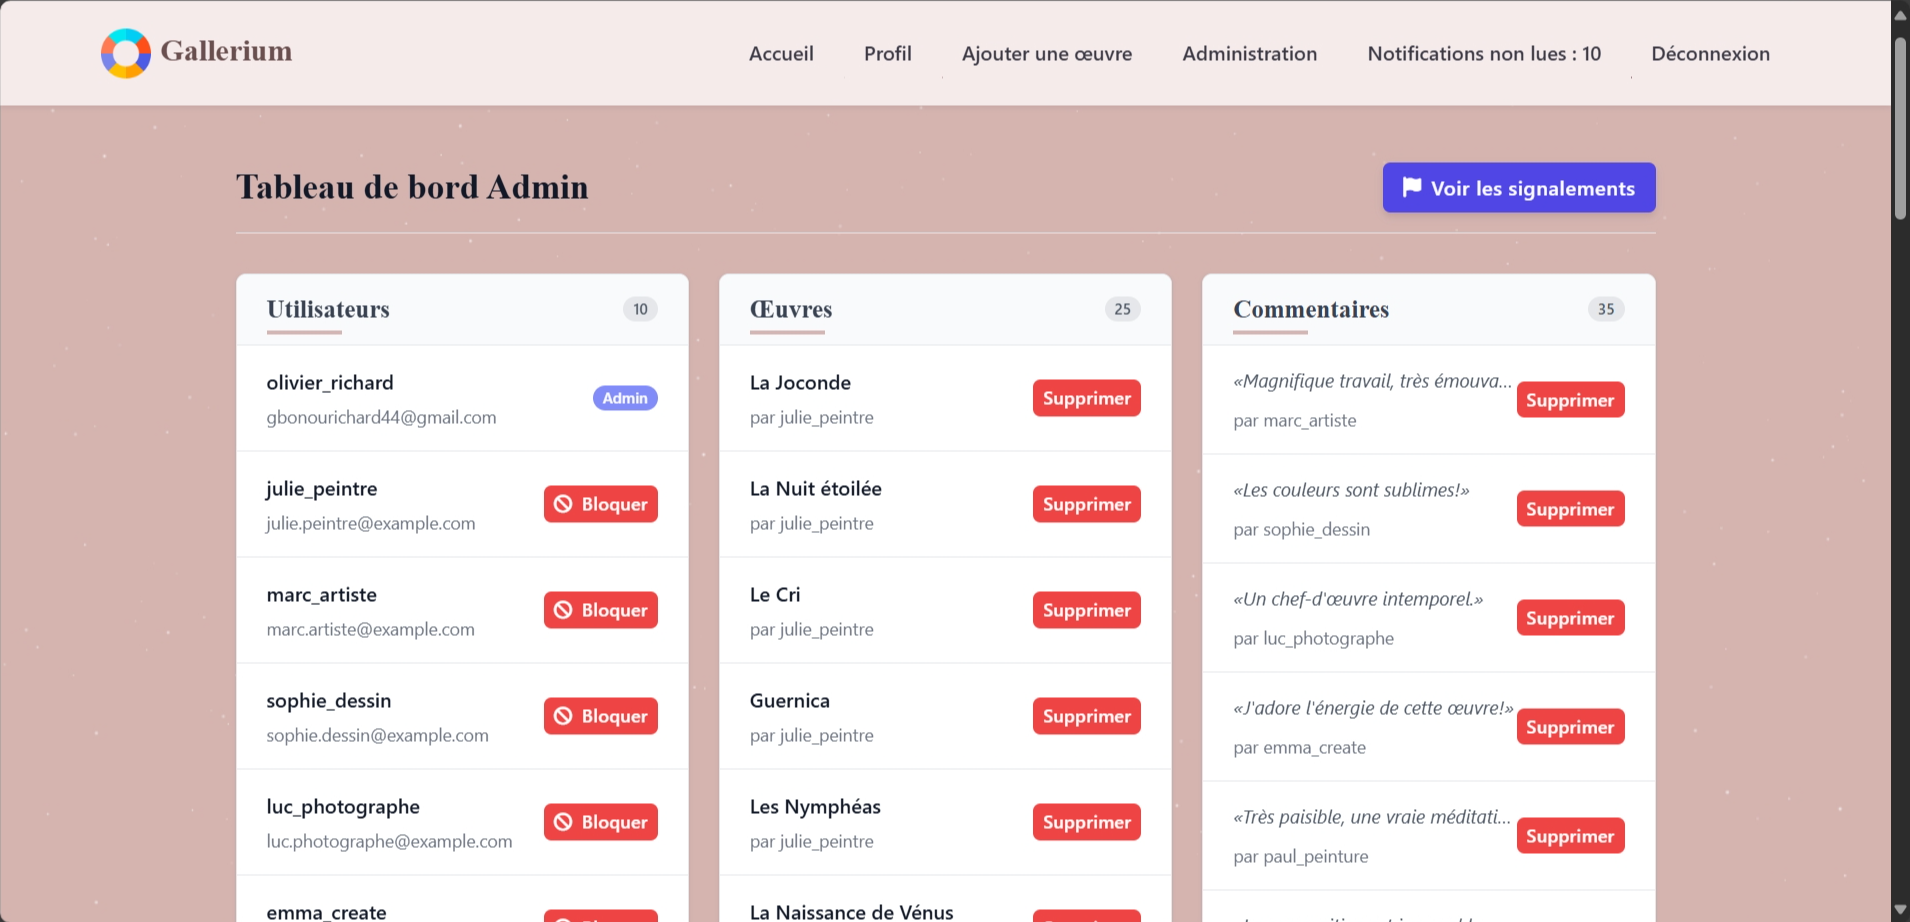 Gallerium
Accueil
Profil
Ajouter une œuvre
Administration
Notifications non lues : 10
Déconnexion
Tableau de bord Admin
Voir les signalements
Utilisateurs
10
olivier_richard
gbonourichard44@gmail.com
Admin
julie_peintre
julie.peintre@example.com
Bloquer
marc_artiste
marc.artiste@example.com
Bloquer
sophie_dessin
sophie.dessin@example.com
Bloquer
luc_photographe
luc.photographe@example.com
Bloquer
emma_create
Œuvres
25
La Joconde
par julie_peintre
Supprimer
La Nuit étoilée
par julie_peintre
Supprimer
Le Cri
par julie_peintre
Supprimer
Guernica
par julie_peintre
Supprimer
Les Nymphéas
par julie_peintre
Supprimer
La Naissance de Vénus
Commentaires
35
«Magnifique travail, très émouva...
par marc_artiste
Supprimer
«Les couleurs sont sublimes!»
par sophie_dessin
Supprimer
«Un chef-d'œuvre intemporel.»
par luc_photographe
Supprimer
«J'adore l'énergie de cette œuvre!»
par emma_create
Supprimer
«Très paisible, une vraie méditati...
par paul_peinture
Supprimer